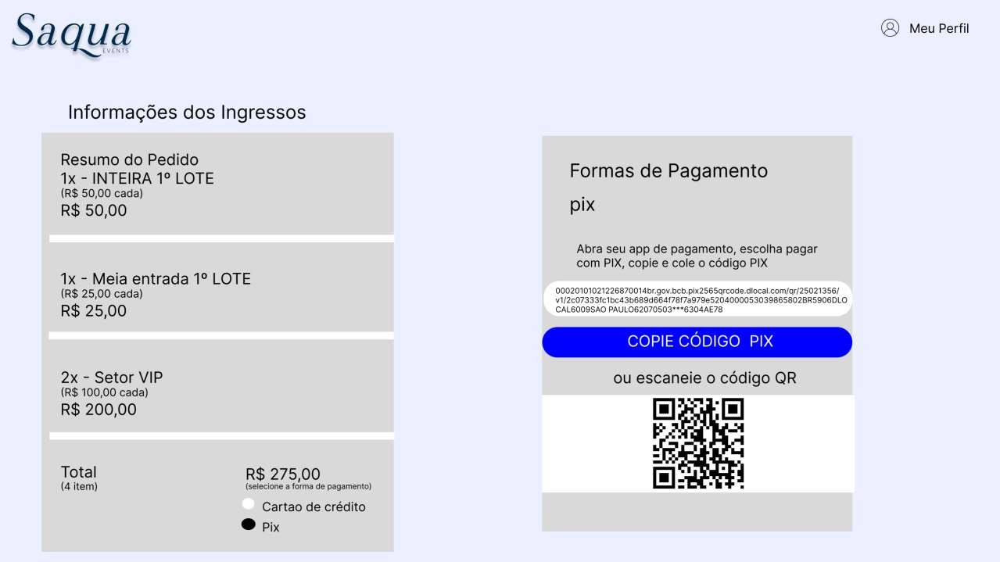 Saqua
EVENTS
Meu Perfil
Informações dos Ingressos
Resumo do Pedido
1x - INTEIRA 1º LOTE
(R$ 50,00 cada)
R$ 50,00
1x - Meia entrada 1º LOTE
(R$ 25,00 cada)
R$ 25,00
2x - Setor VIP
(R$ 100,00 cada)
R$ 200,00
Total
(4 item)
R$ 275,00
(selecione a forma de pagamento)
Cartao de crédito
Pix
Formas de Pagamento
pix
Abra seu app de pagamento, escolha pagar
com PIX, copie e cole o código PIX
00020101021226870014br.gov.bcb.pix2565qrcode.dlocal.com/qr/25021356/
v1/2c07333fc1bc43b689d664f78f7a979e5204000053039865802BR5906DLO
CAL6009SAO PAULO62070503***6304AE78
COPIE CÓDIGO  PIX
ou escaneie o código QR